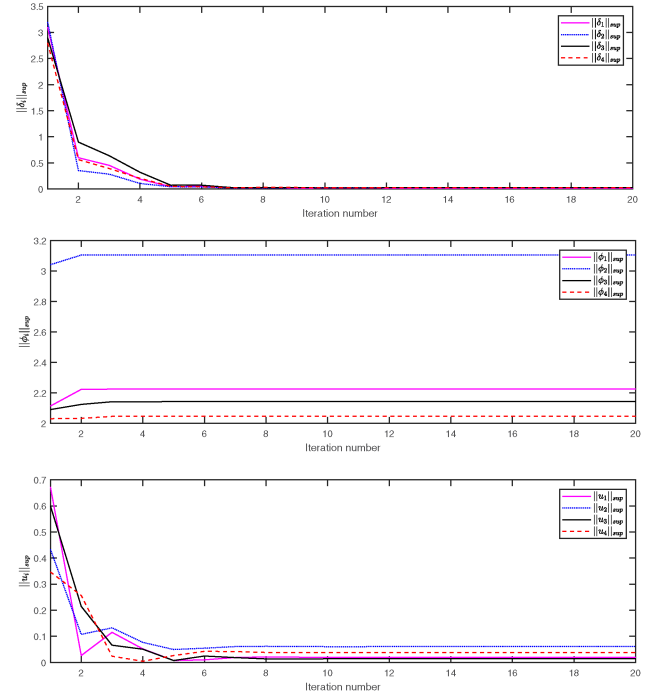 3.5
3
2.5
2
1.5
1
0.5
0
2 4 6 8 10 12 14 16 18 20
Iteration number
||δᵢ||sup
||δ₁||sup
||δ₂||sup
||δ₃||sup
||δ₄||sup
3.2
3
2.8
2.6
2.4
2.2
2
2 4 6 8 10 12 14 16 18 20
Iteration number
||ϕᵢ||sup
||ϕ₁||sup
||ϕ₂||sup
||ϕ₃||sup
||ϕ₄||sup
0.7
0.6
0.5
0.4
0.3
0.2
0.1
0
2 4 6 8 10 12 14 16 18 20
Iteration number
||uᵢ||sup
||u₁||sup
||u₂||sup
||u₃||sup
||u₄||sup